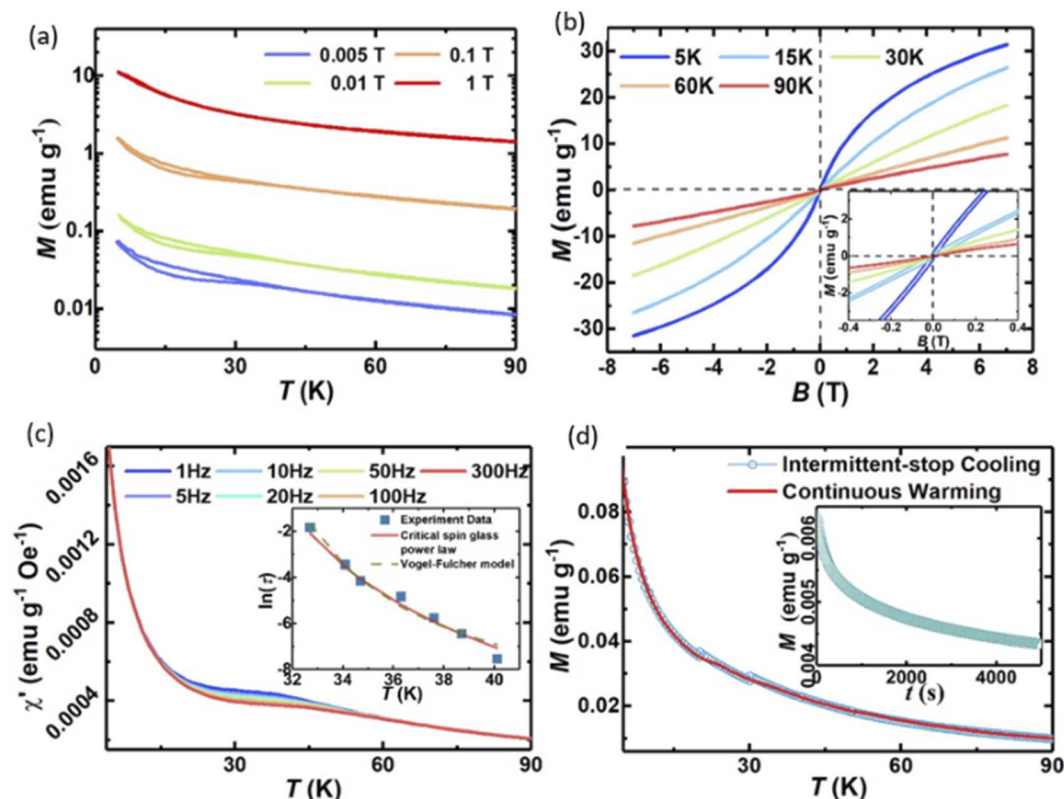 (a)
0.005 T 0.1 T
0.01 T 1 T
10
1
0.1
0.01
M (emu g-1)
0 30 60 90
T (K)
(b)
5K 15K 30K
60K 90K
30
20
10
0
-10
-20
-30
M (emu g-1)
-8 -6 -4 -2 0 2 4 6 8
B (T)
2
0
-2
M (emu g-1)
-0.4 -0.2 0.0 0.2 0.4
B (T)
(c)
1Hz 10Hz 50Hz 300Hz
5Hz 20Hz 100Hz
0.0016
0.0012
0.0008
0.0004
χ' (emu g-1 Oe-1)
30 60 90
T (K)
Experiment Data
Critical spin glass
power law
Vogel-Fulcher model
-2
-4
-6
-8
ln(τ)
32 34 36 38 40
T (K)
(d)
Intermittent-stop Cooling
Continuous Warming
0.08
0.06
0.04
0.02
M (emu g-1)
30 60 90
T (K)
0.006
0.005
0.004
M (emu g-1)
0 2000 4000
t (s)